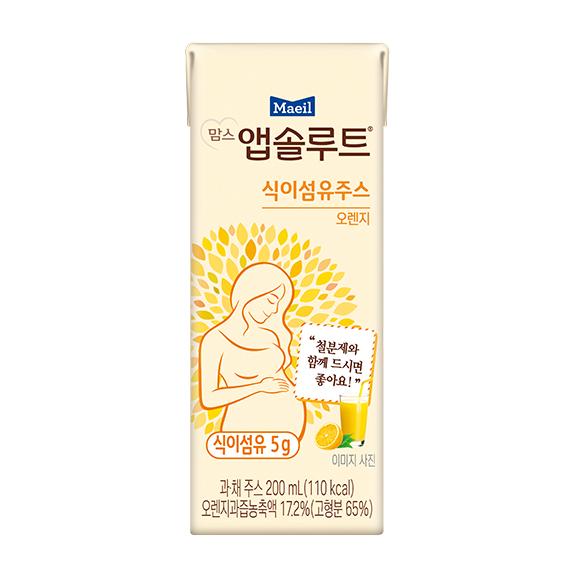 Maeil
맘스 앱솔루트®
식이섬유주스
오렌지
“철분제와
함께 드시면
좋아요!”
식이섬유 5g
이미지 사진
과·채 주스 200 mL(110 kcal)
오렌지과즙농축액 17.2%(고형분 65%)